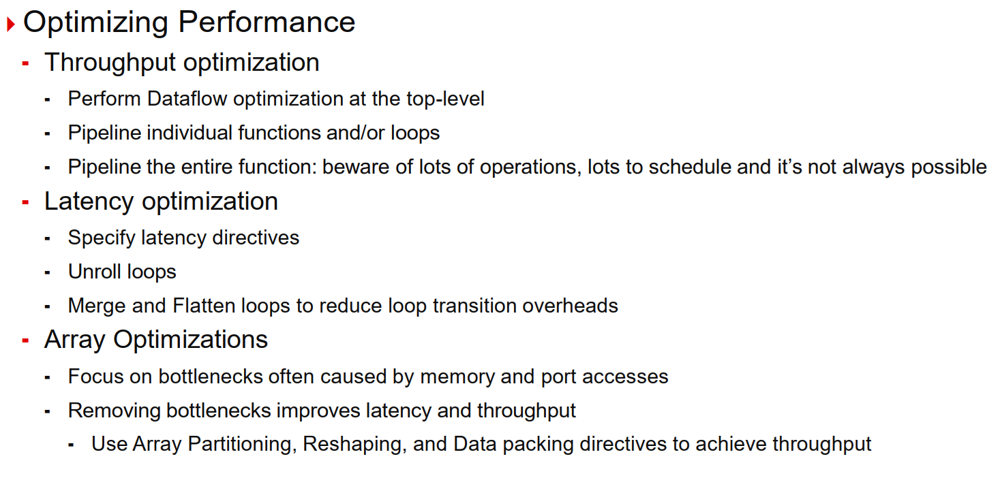 Optimizing Performance
Throughput optimization
Perform Dataflow optimization at the top-level
Pipeline individual functions and/or loops
Pipeline the entire function: beware of lots of operations, lots to schedule and it’s not always possible
Latency optimization
Specify latency directives
Unroll loops
Merge and Flatten loops to reduce loop transition overheads
Array Optimizations
Focus on bottlenecks often caused by memory and port accesses
Removing bottlenecks improves latency and throughput
Use Array Partitioning, Reshaping, and Data packing directives to achieve throughput